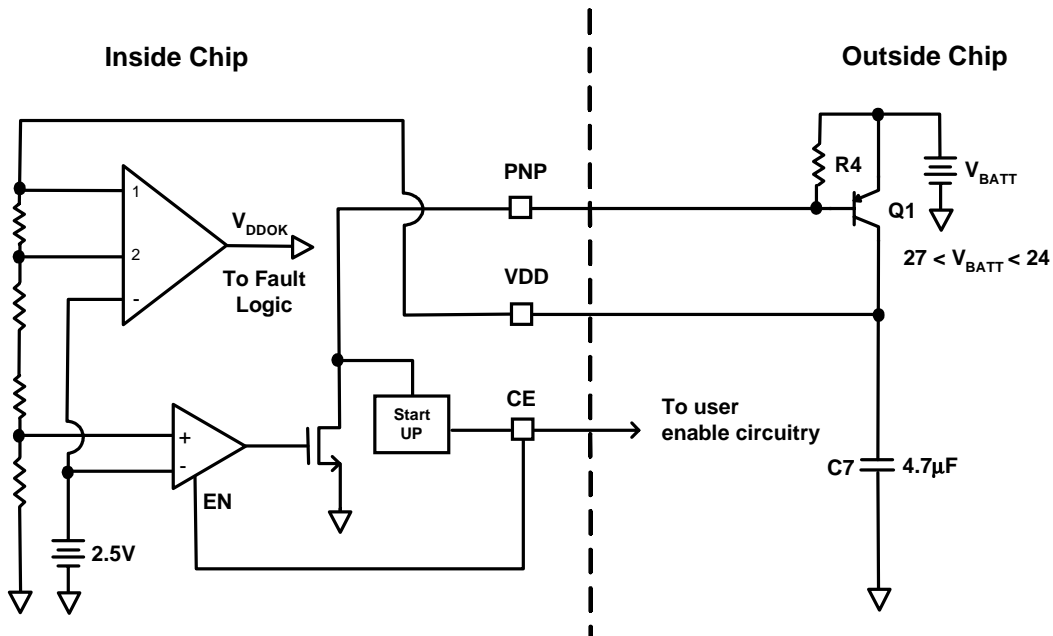 Inside Chip
Outside Chip
1
2
-
V_DDOK
To Fault
Logic
PNP
VDD
R4
Q1
V_BATT
27 < V_BATT < 24
+
-
EN
Start
UP
CE
To user
enable circuitry
2.5V
C7
4.7μF